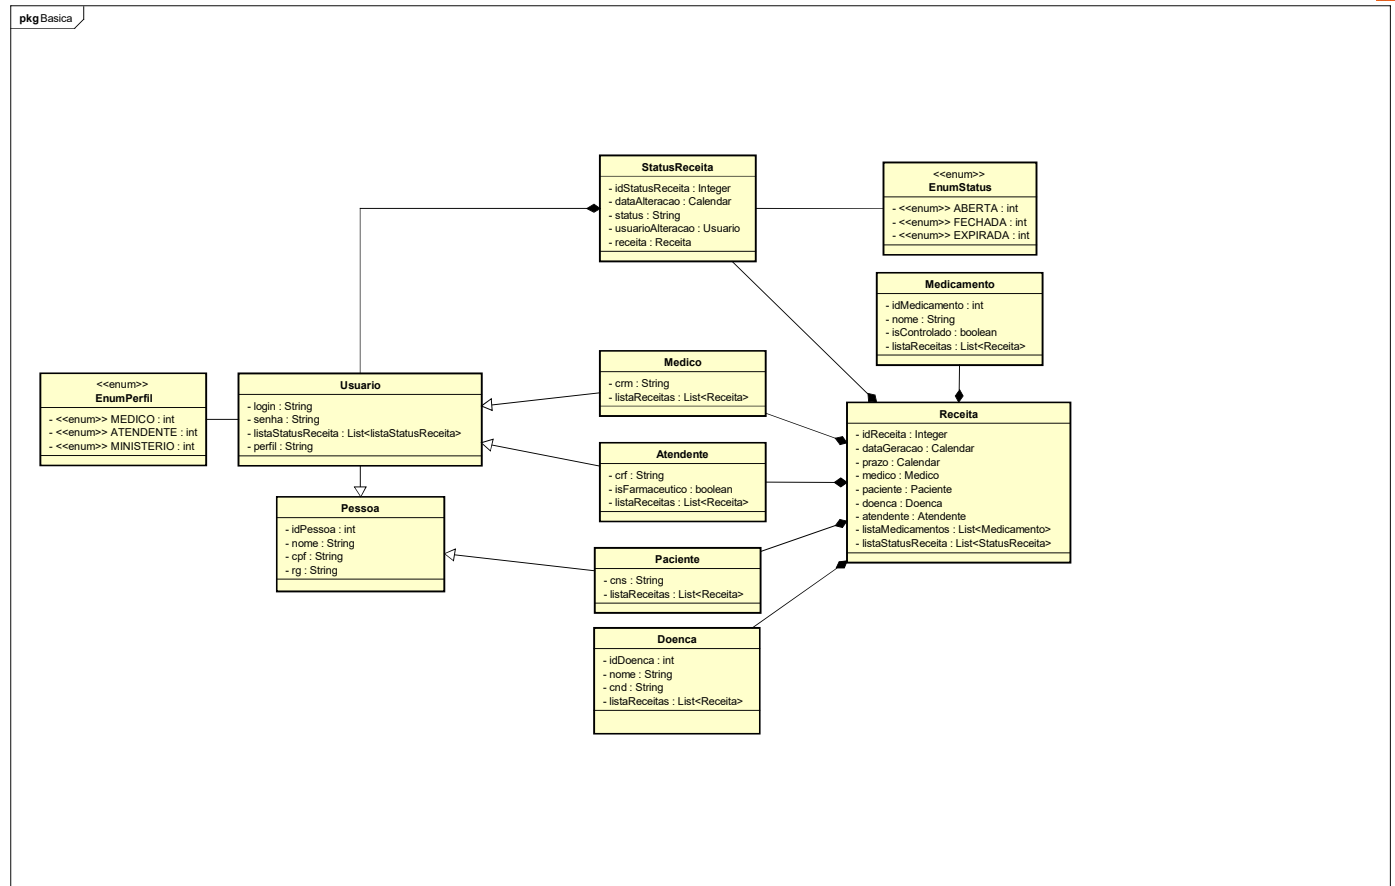 pkg Basica
StatusReceita
- idStatusReceita : Integer
- dataAlteracao : Calendar
- status : String
- usuarioAlteracao : Usuario
- receita : Receita
<<enum>>
EnumStatus
- <<enum>> ABERTA : int
- <<enum>> FECHADA : int
- <<enum>> EXPIRADA : int
Medicamento
- idMedicamento : int
- nome : String
- isControlado : boolean
- listaReceitas : List<Receita>
Medico
- crm : String
- listaReceitas : List<Receita>
<<enum>>
EnumPerfil
- <<enum>> MEDICO : int
- <<enum>> ATENDENTE : int
- <<enum>> MINISTERIO : int
Usuario
- login : String
- senha : String
- listaStatusReceita : List<listaStatusReceita>
- perfil : String
Receita
- idReceita : Integer
- dataGeracao : Calendar
- prazo : Calendar
- medico : Medico
- paciente : Paciente
- doenca : Doenca
- atendente : Atendente
- listaMedicamentos : List<Medicamento>
- listaStatusReceita : List<StatusReceita>
Atendente
- crf : String
- isFarmaceutico : boolean
- listaReceitas : List<Receita>
Pessoa
- idPessoa : int
- nome : String
- cpf : String
- rg : String
Paciente
- cns : String
- listaReceitas : List<Receita>
Doenca
- idDoenca : int
- nome : String
- cnd : String
- listaReceitas : List<Receita>